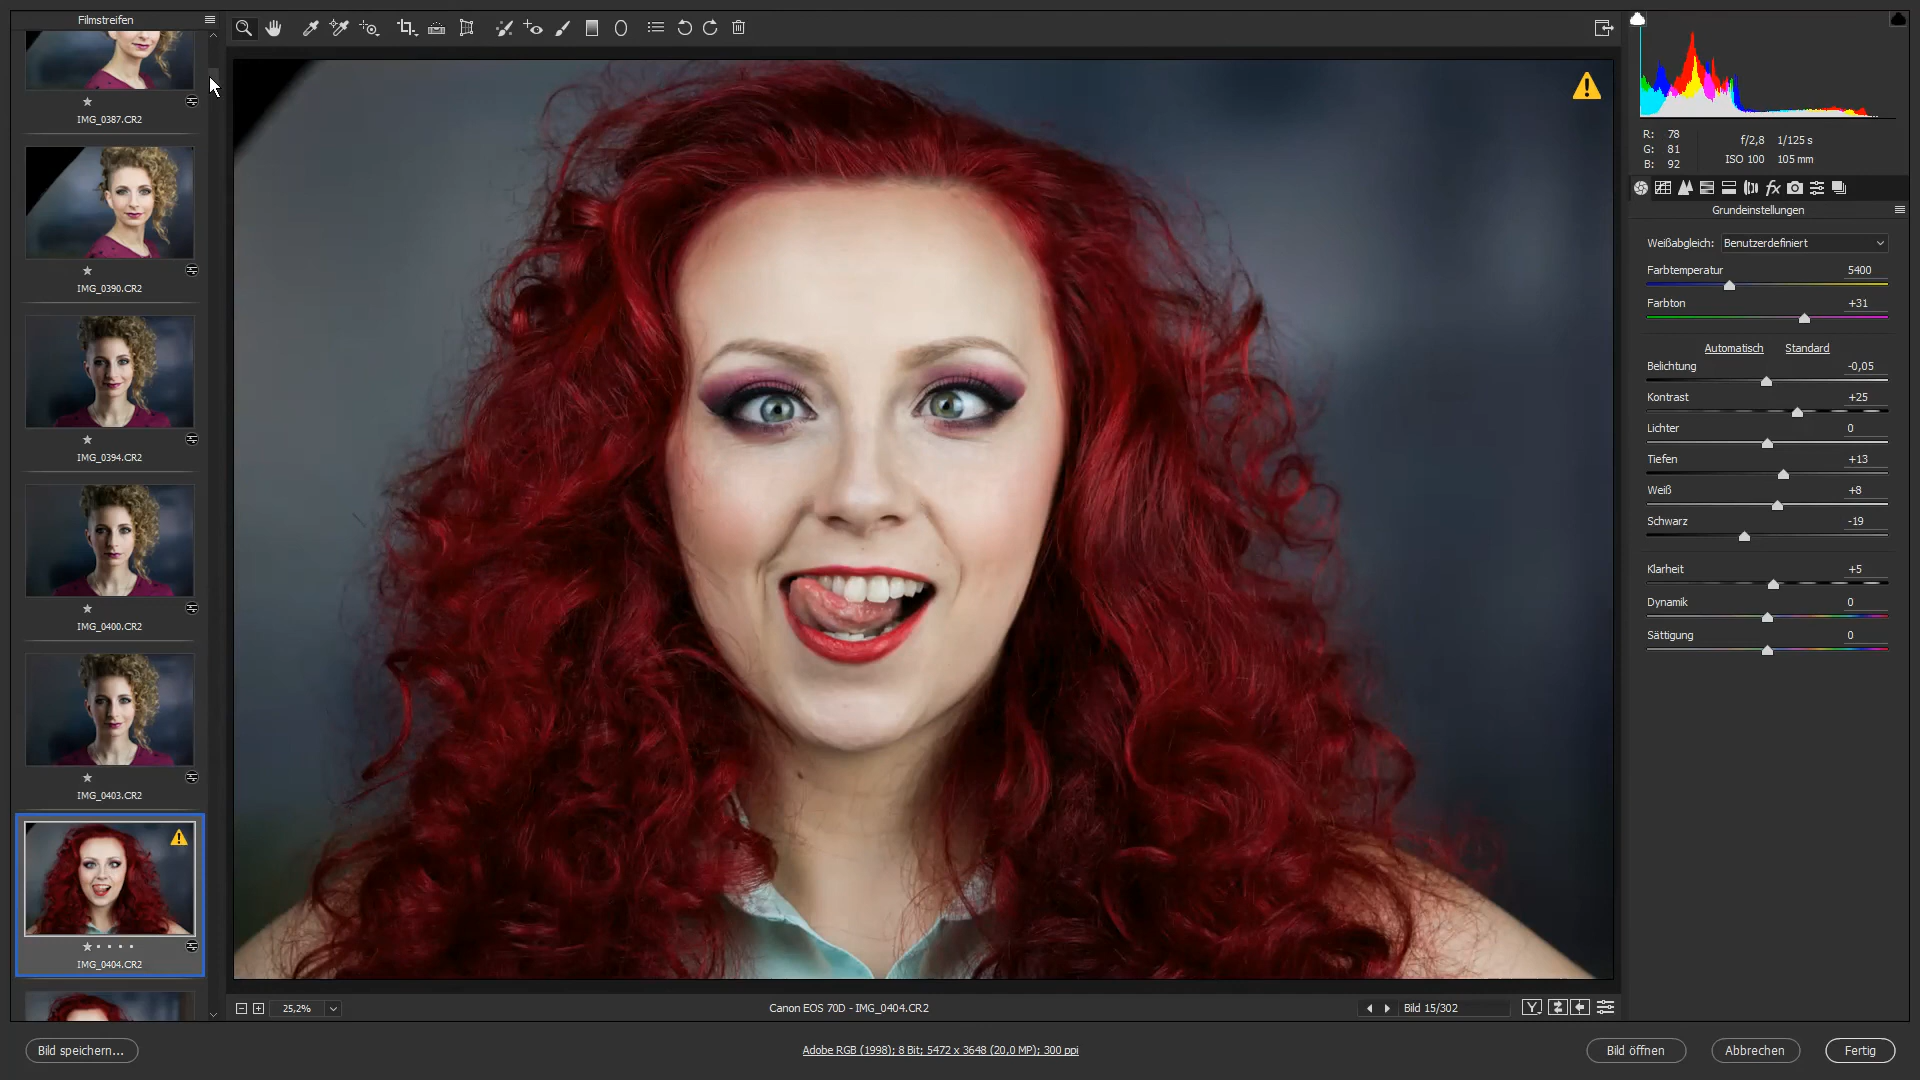 Filmstreifen
IMG_0387.CR2
IMG_0390.CR2
IMG_0394.CR2
IMG_0400.CR2
IMG_0403.CR2
IMG_0404.CR2
25,2%
Canon EOS 70D - IMG_0404.CR2
Bild 15/302
Y
R: 78
G: 81
B: 92
f/2,8 1/125 s
ISO 100 105 mm
fx
Grundeinstellungen
Weißabgleich: Benutzerdefiniert
Farbtemperatur 5400
Farbton +31
Automatisch Standard
Belichtung -0,05
Kontrast +25
Lichter 0
Tiefen +13
Weiß +8
Schwarz -19
Klarheit +5
Dynamik 0
Sättigung 0
Bild speichern...
Adobe RGB (1998); 8 Bit; 5472 x 3648 (20,0 MP); 300 ppi
Bild öffnen
Abbrechen
Fertig